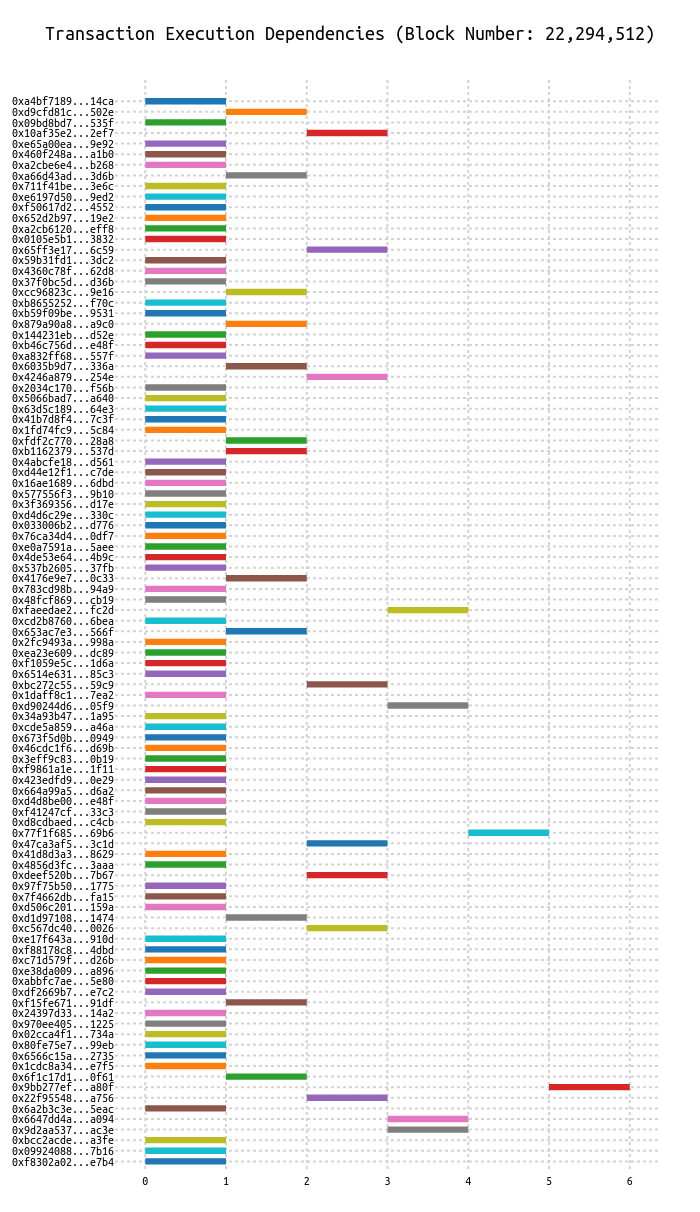 Transaction Execution Dependencies (Block Number: 22,294,512)
0xa4bf7189...14ca
0xd9cfd81c...502e
0x09bd8bd7...535f
0x10af35e2...2ef7
0xe65a00ea...9e92
0x460f248a...a1b0
0xa2cbe6e4...b268
0xa66d43ad...3d6b
0x711f41be...3e6c
0xe6197d50...9ed2
0xf50617d2...4552
0x652d2b97...19e2
0xa2cb6120...eff8
0x0105e5b1...3832
0x65ff3e17...6c59
0x59b31fd1...3dc2
0x4360c78f...62d8
0x37f0bc5d...d36b
0xcc96823c...9e16
0xb8655252...f70c
0xb59f09be...9531
0x879a90a8...a9c0
0x144231eb...d52e
0xb46c756d...e48f
0xa832ff68...557f
0x6035b9d7...336a
0x4246a879...254e
0x2034c170...f56b
0x5066bad7...a640
0x63d5c189...64e3
0x41b7d8f4...7c3f
0x1fd74fc9...5c84
0xfdf2c770...28a8
0xb1162379...537d
0x4abcfe18...d561
0xd44e12f1...c7de
0x16ae1689...6dbd
0x577556f3...9b10
0x3f369356...d17e
0xd4d6c29e...330c
0x033006b2...d776
0x76ca34d4...0df7
0xe0a7591a...5aee
0x4de53e64...4b9c
0x537b2605...37fb
0x4176e9e7...0c33
0x783cd98b...94a9
0x48fcf869...cb19
0xfaeedae2...fc2d
0xcd2b8760...6bea
0x653ac7e3...566f
0x2fc9493a...998a
0xea23e609...dc89
0xf1059e5c...1d6a
0x6514e631...85c3
0xbc272c55...59c9
0x1daff8c1...7ea2
0xd90244d6...05f9
0x34a93b47...1a95
0xcde5a859...a46a
0x673f5d0b...0949
0x46cdc1f6...d69b
0x3eff9c83...0b19
0xf9861a1e...1f11
0x423edfd9...0e29
0x664a99a5...d6a2
0xd4d8be00...e48f
0xf41247cf...33c3
0xd8cdbaed...c4cb
0x77f1f685...69b6
0x47ca3af5...3c1d
0x41d8d3a3...8629
0x4856d3fc...3aaa
0xdeef520b...7b67
0x97f75b50...1775
0x7f4662db...fa15
0xd506c201...159a
0xd1d97108...1474
0xc567dc40...0026
0xe17f643a...910d
0xf88178c8...4dbd
0xc71d579f...d26b
0xe38da009...a896
0xabbfc7ae...5e80
0xdf2669b7...e7c2
0xf15fe671...91df
0x24397d33...14a2
0x970ee405...1225
0x02cca4f1...734a
0x80fe75e7...99eb
0x6566c15a...2735
0x1cdc8a34...e7f5
0x6f1c17d1...0f61
0x9bb277ef...a80f
0x22f95548...a756
0x6a2b3c3e...5eac
0x6647dd4a...a094
0x9d2aa537...ac3e
0xbcc2acde...a3fe
0x09924088...7b16
0xf8302a02...e7b4
0 1 2 3 4 5 6